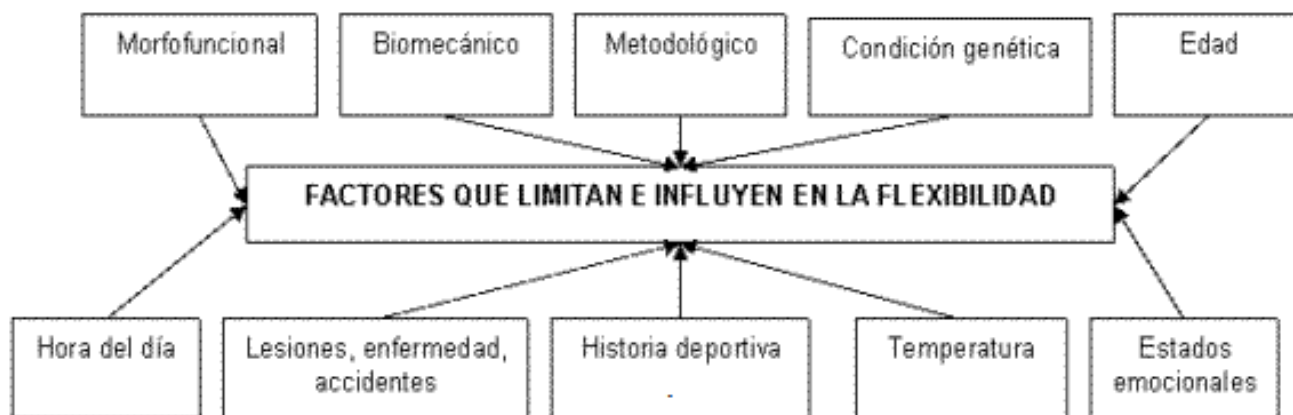 Morfofuncional
Biomecánico
Metodológico
Condición genética
Edad
FACTORES QUE LIMITAN E INFLUYEN EN LA FLEXIBILIDAD
Hora del día
Lesiones, enfermedad,
accidentes
Historia deportiva
.
Temperatura
Estados
emocionales